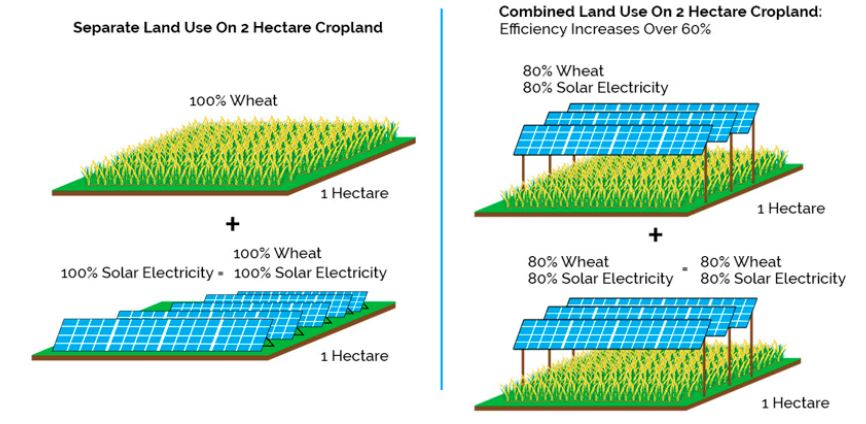 Separate Land Use On 2 Hectare Cropland
100% Wheat
1 Hectare
+
100% Wheat
100% Solar Electricity = 100% Solar Electricity
1 Hectare
Combined Land Use On 2 Hectare Cropland:
Efficiency Increases Over 60%
80% Wheat
80% Solar Electricity
1 Hectare
+
80% Wheat = 80% Wheat
80% Solar Electricity 80% Solar Electricity
1 Hectare